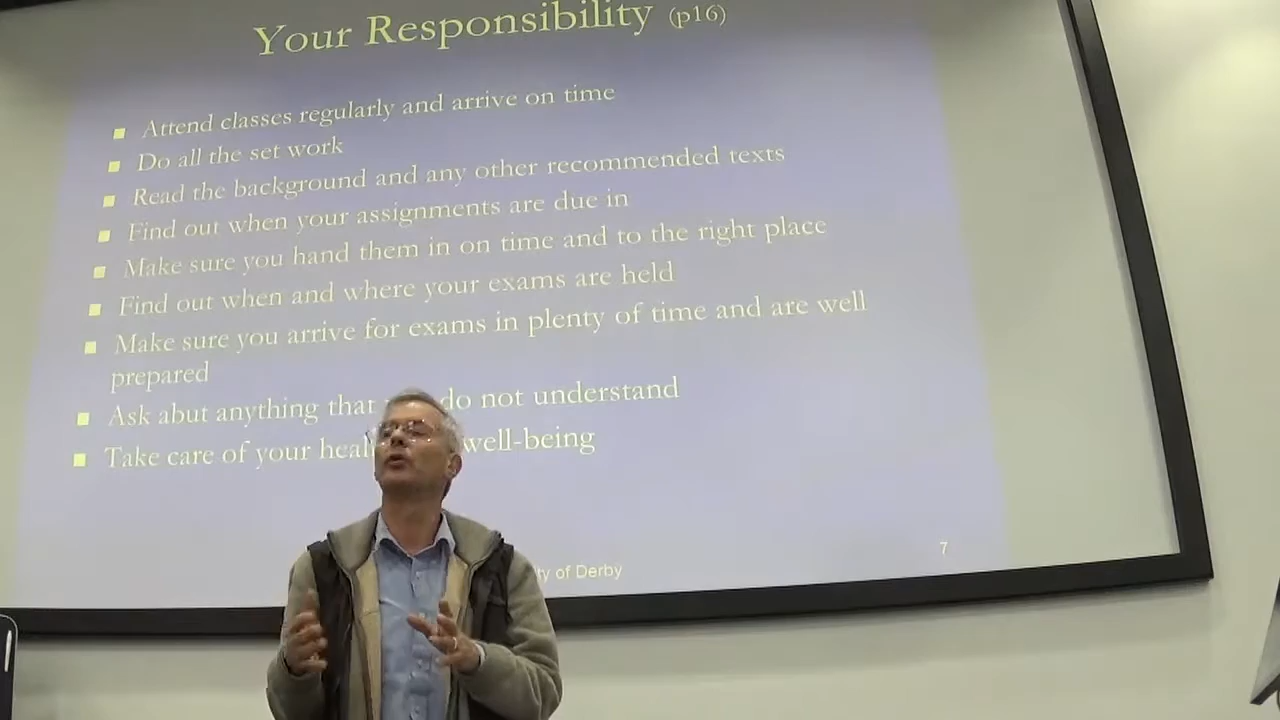 Your Responsibility (p16)
Attend classes regularly and arrive on time
Do all the set work
Read the background and any other recommended texts
Find out when your assignments are due in
Make sure you hand them in on time and to the right place
Find out when and where your exams are held
Make sure you arrive for exams in plenty of time and are well
prepared
Ask abut anything that do not understand
Take care of your well-being
of Derby
7